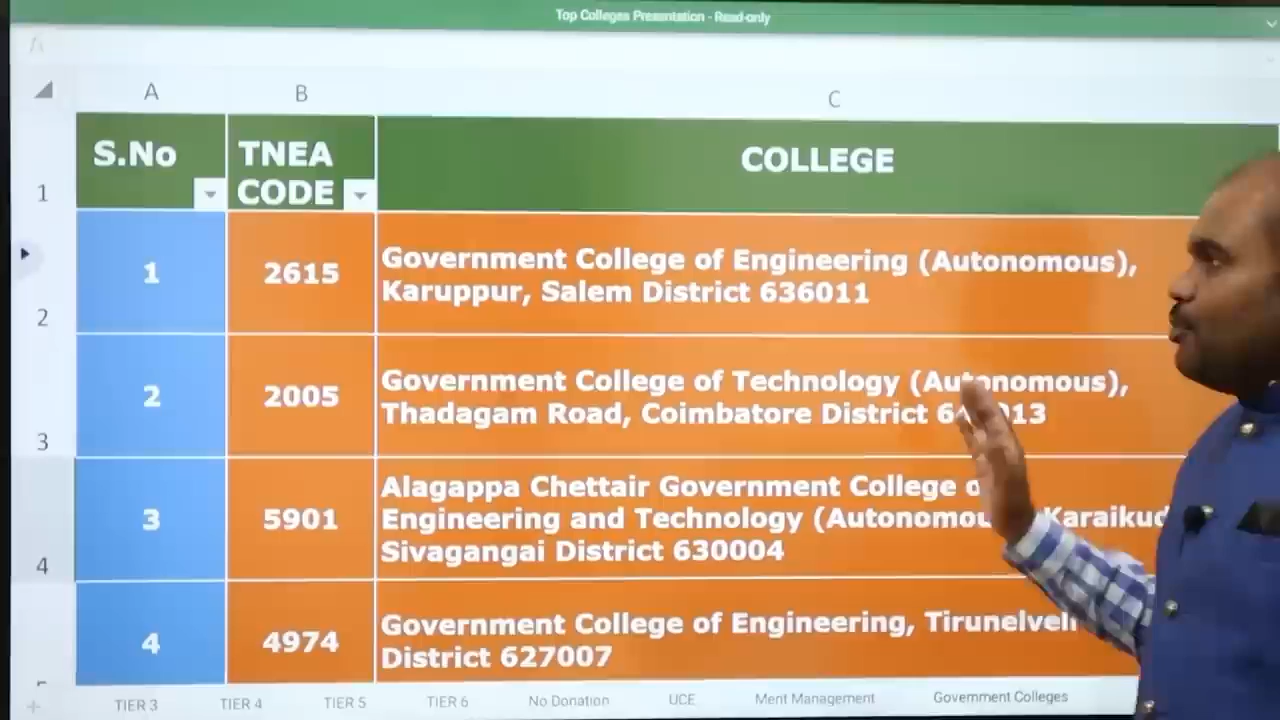 Top Colleges Presentation - Read-only
fx
A B C
1 S.No TNEA CODE COLLEGE
2 1 2615 Government College of Engineering (Autonomous),
Karuppur, Salem District 636011
3 2 2005 Government College of Technology (Autonomous),
Thadagam Road, Coimbatore District
4 3 5901 Alagappa Chettair Government College
Engineering and Technology
Sivagangai District 630004
4 4974 Government College of Engineering, Tirunelveli
District 627007
TIER 3 TIER 4 TIER 5 TIER 6 No Donation UCE Ment Management Government Colleges